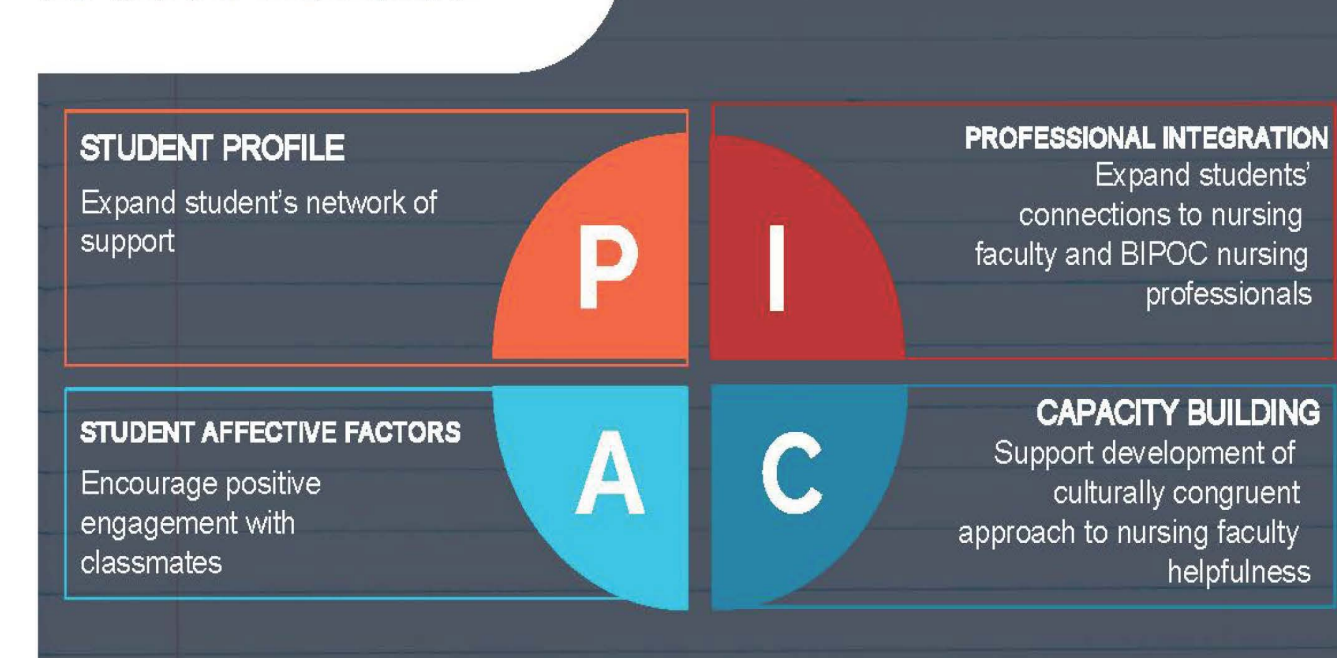 STUDENT PROFILE
Expand student's network of
support
P
I
PROFESSIONAL INTEGRATION
Expand students'
connections to nursing
faculty and BIPOC nursing
professionals
STUDENT AFFECTIVE FACTORS
Encourage positive
engagement with
classmates
A
C
CAPACITY BUILDING
Support development of
culturally congruent
approach to nursing faculty
helpfulness